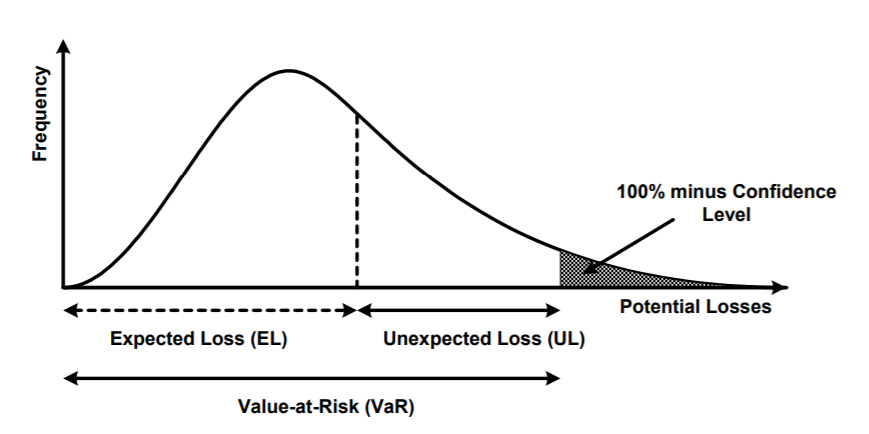 Frequency
100% minus Confidence
Level
Potential Losses
Expected Loss (EL)
Unexpected Loss (UL)
Value-at-Risk (VaR)